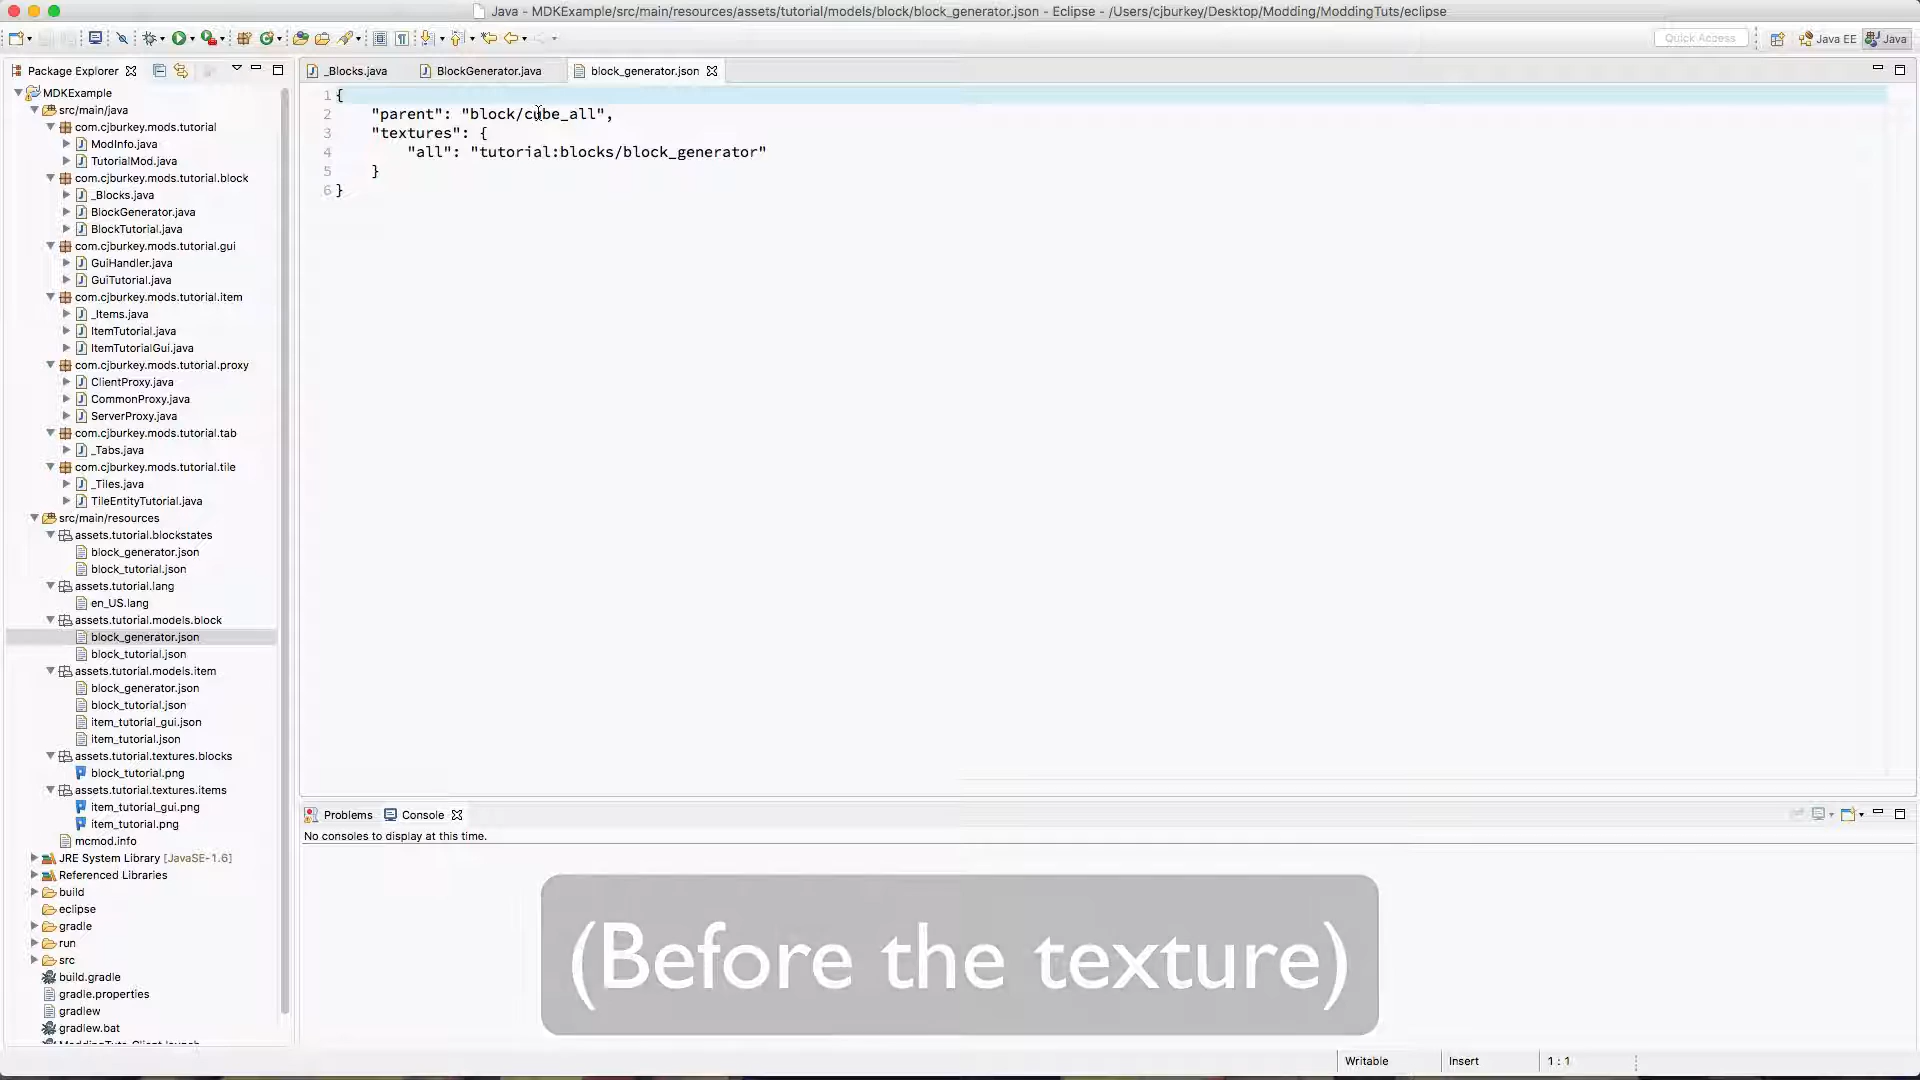 Java - MDKExample/src/main/resources/assets/tutorial/models/block/block_generator.json - Eclipse - /Users/cjburkey/Desktop/Modding/ModdingTuts/eclipse
Quick Access
Java EE
Java
Package Explorer
_Blocks.java
BlockGenerator.java
block_generator.json
MDKExample
src/main/java
com.cjburkey.mods.tutorial
ModInfo.java
TutorialMod.java
com.cjburkey.mods.tutorial.block
_Blocks.java
BlockGenerator.java
BlockTutorial.java
com.cjburkey.mods.tutorial.gui
GuiHandler.java
GuiTutorial.java
com.cjburkey.mods.tutorial.item
_Items.java
ItemTutorial.java
ItemTutorialGui.java
com.cjburkey.mods.tutorial.proxy
ClientProxy.java
CommonProxy.java
ServerProxy.java
com.cjburkey.mods.tutorial.tab
_Tabs.java
com.cjburkey.mods.tutorial.tile
_Tiles.java
TileEntityTutorial.java
src/main/resources
assets.tutorial.blockstates
block_generator.json
block_tutorial.json
assets.tutorial.lang
en_US.lang
assets.tutorial.models.block
block_generator.json
block_tutorial.json
assets.tutorial.models.item
block_generator.json
block_tutorial.json
item_tutorial_gui.json
item_tutorial.json
assets.tutorial.textures.blocks
block_tutorial.png
assets.tutorial.textures.items
item_tutorial_gui.png
item_tutorial.png
mcmod.info
JRE System Library [JavaSE-1.6]
Referenced Libraries
build
eclipse
gradle
run
src
build.gradle
gradle.properties
gradlew
gradlew.bat
ModdingTuts_Client.launch
1 {
2 "parent": "block/cube_all",
3 "textures": {
4 "all": "tutorial:blocks/block_generator"
5 }
6 }
Problems
Console
No consoles to display at this time.
(Before the texture)
Writable
Insert
1 : 1